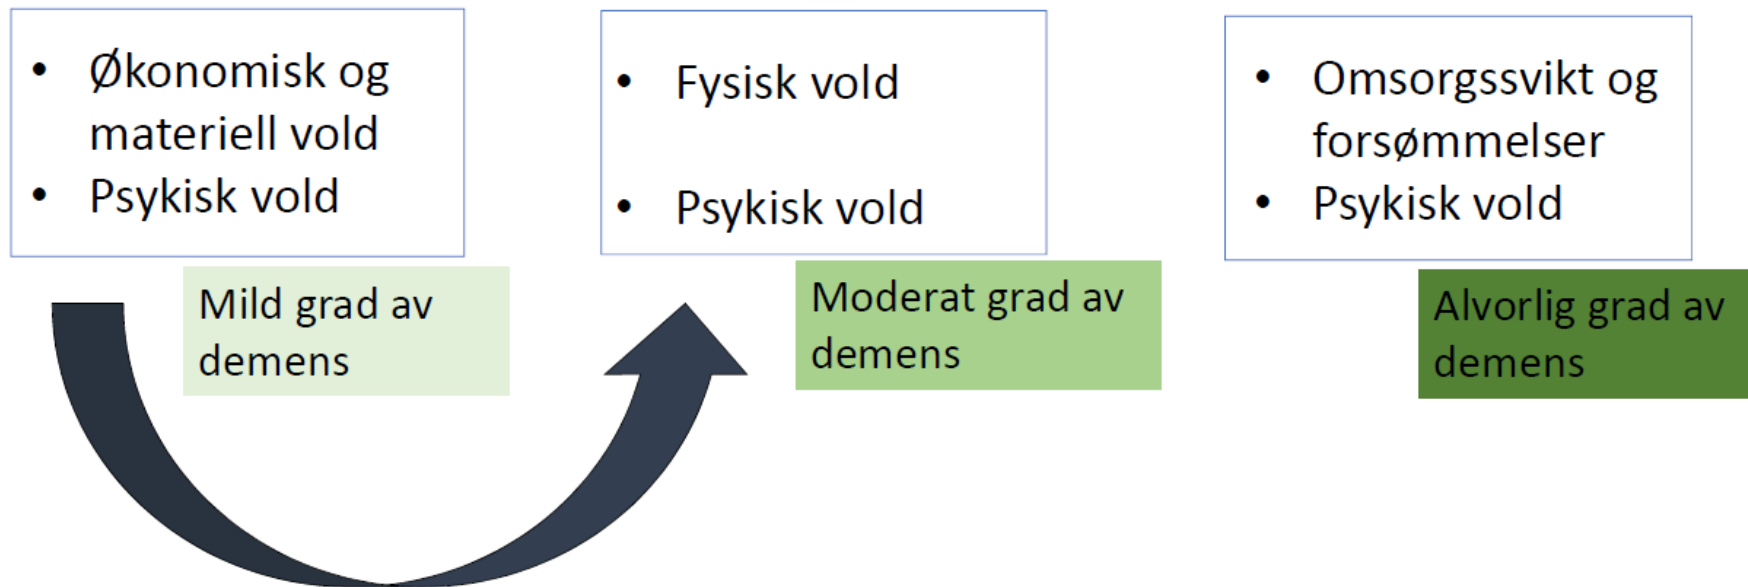 • Økonomisk og
materiell vold
• Psykisk vold
Mild grad av
demens
• Fysisk vold
• Psykisk vold
Moderat grad av
demens
• Omsorgssvikt og
forsømmelser
• Psykisk vold
Alvorlig grad av
demens